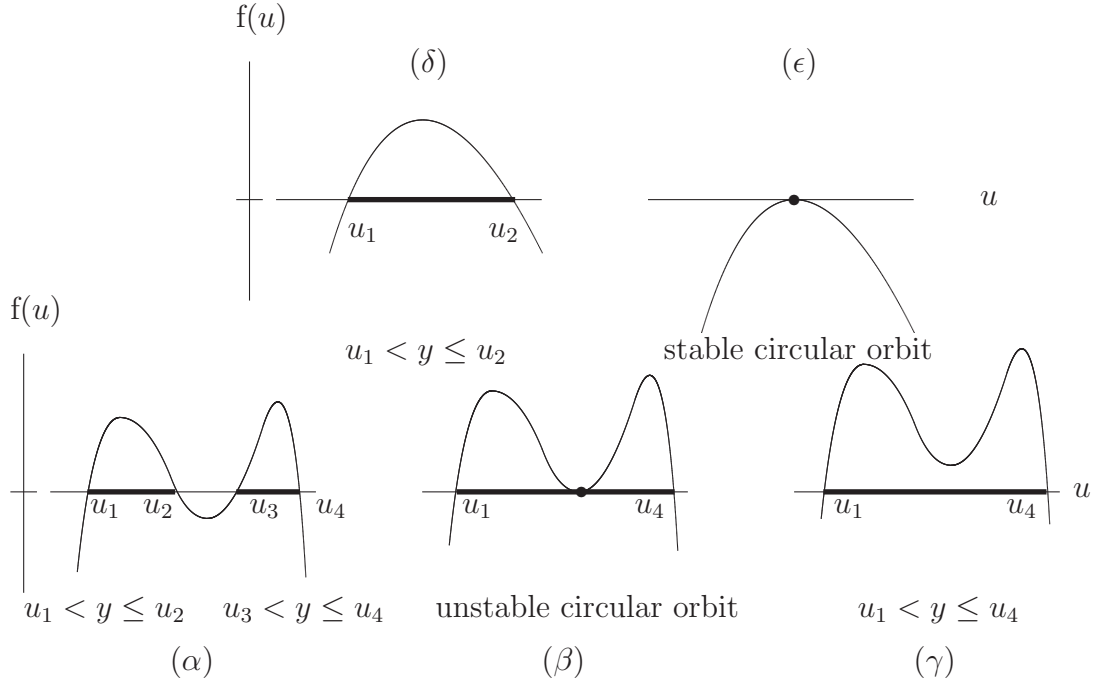 f(u)
(δ) (ϵ)
u
u₁ u₂
f(u)
u₁ < y ≤ u₂ stable circular orbit
u₁ u₂ u₃ u₄ u₁ u₄ u₁ u₄ u
u₁ < y ≤ u₂ u₃ < y ≤ u₄ unstable circular orbit u₁ < y ≤ u₄
(α) (β) (γ)